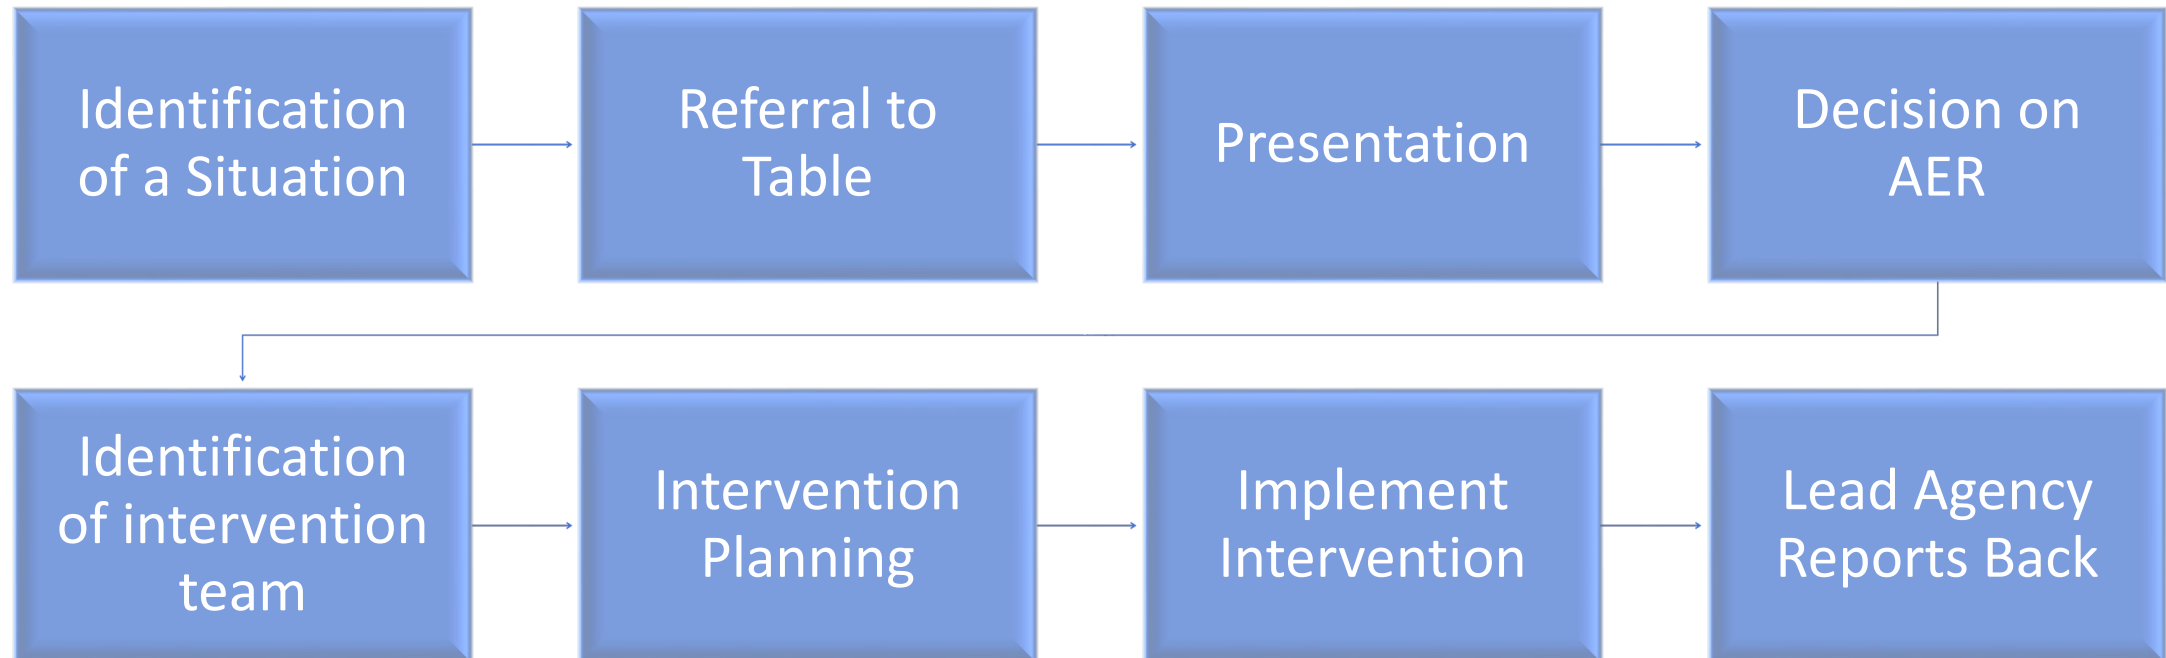 Identification
of a Situation
Referral to
Table
Presentation
Decision on
AER
Identification
of intervention
team
Intervention
Planning
Implement
Intervention
Lead Agency
Reports Back